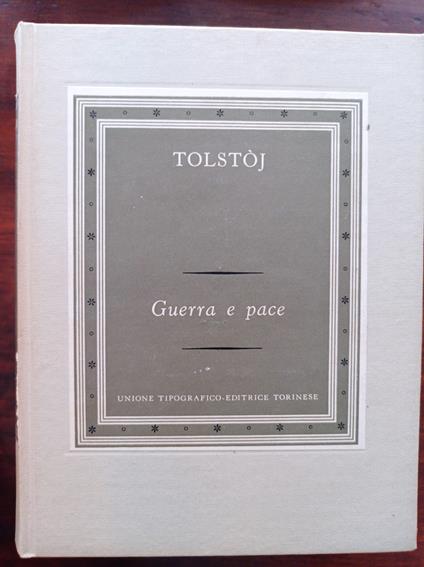 TOLSTÒJ
Guerra e pace
UNIONE TIPOGRAFICO-EDITRICE TORINESE